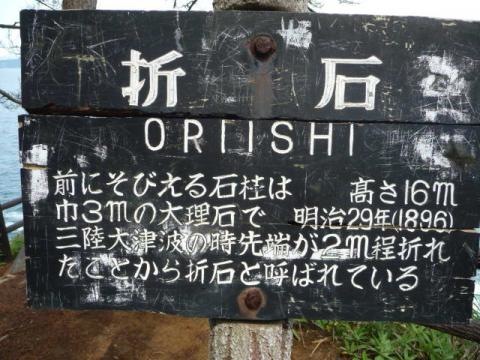 折石
ORIISHI
前にそびえる石柱は 高さ16m
巾3mの大理石で 明治29年(1896)
三陸大津波の時先端が2m程折れ
たことから折石と呼ばれている